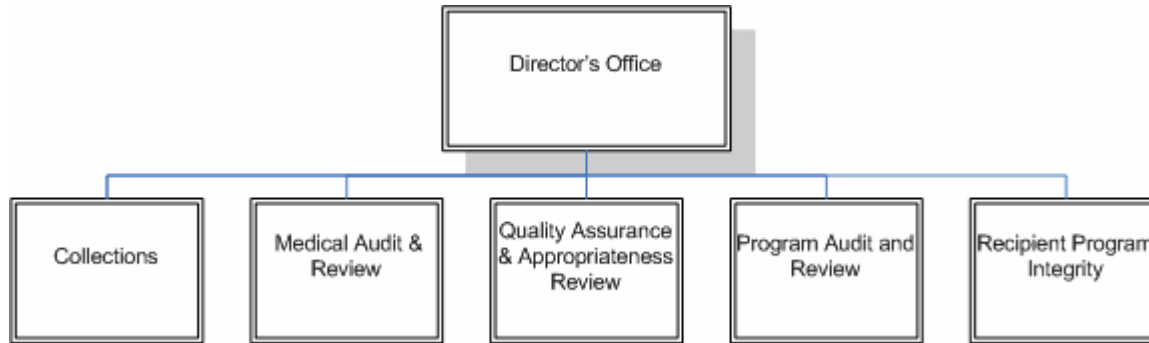 Director's Office
Collections
Medical Audit &
Review
Quality Assurance
& Appropriateness
Review
Program Audit and
Review
Recipient Program
Integrity